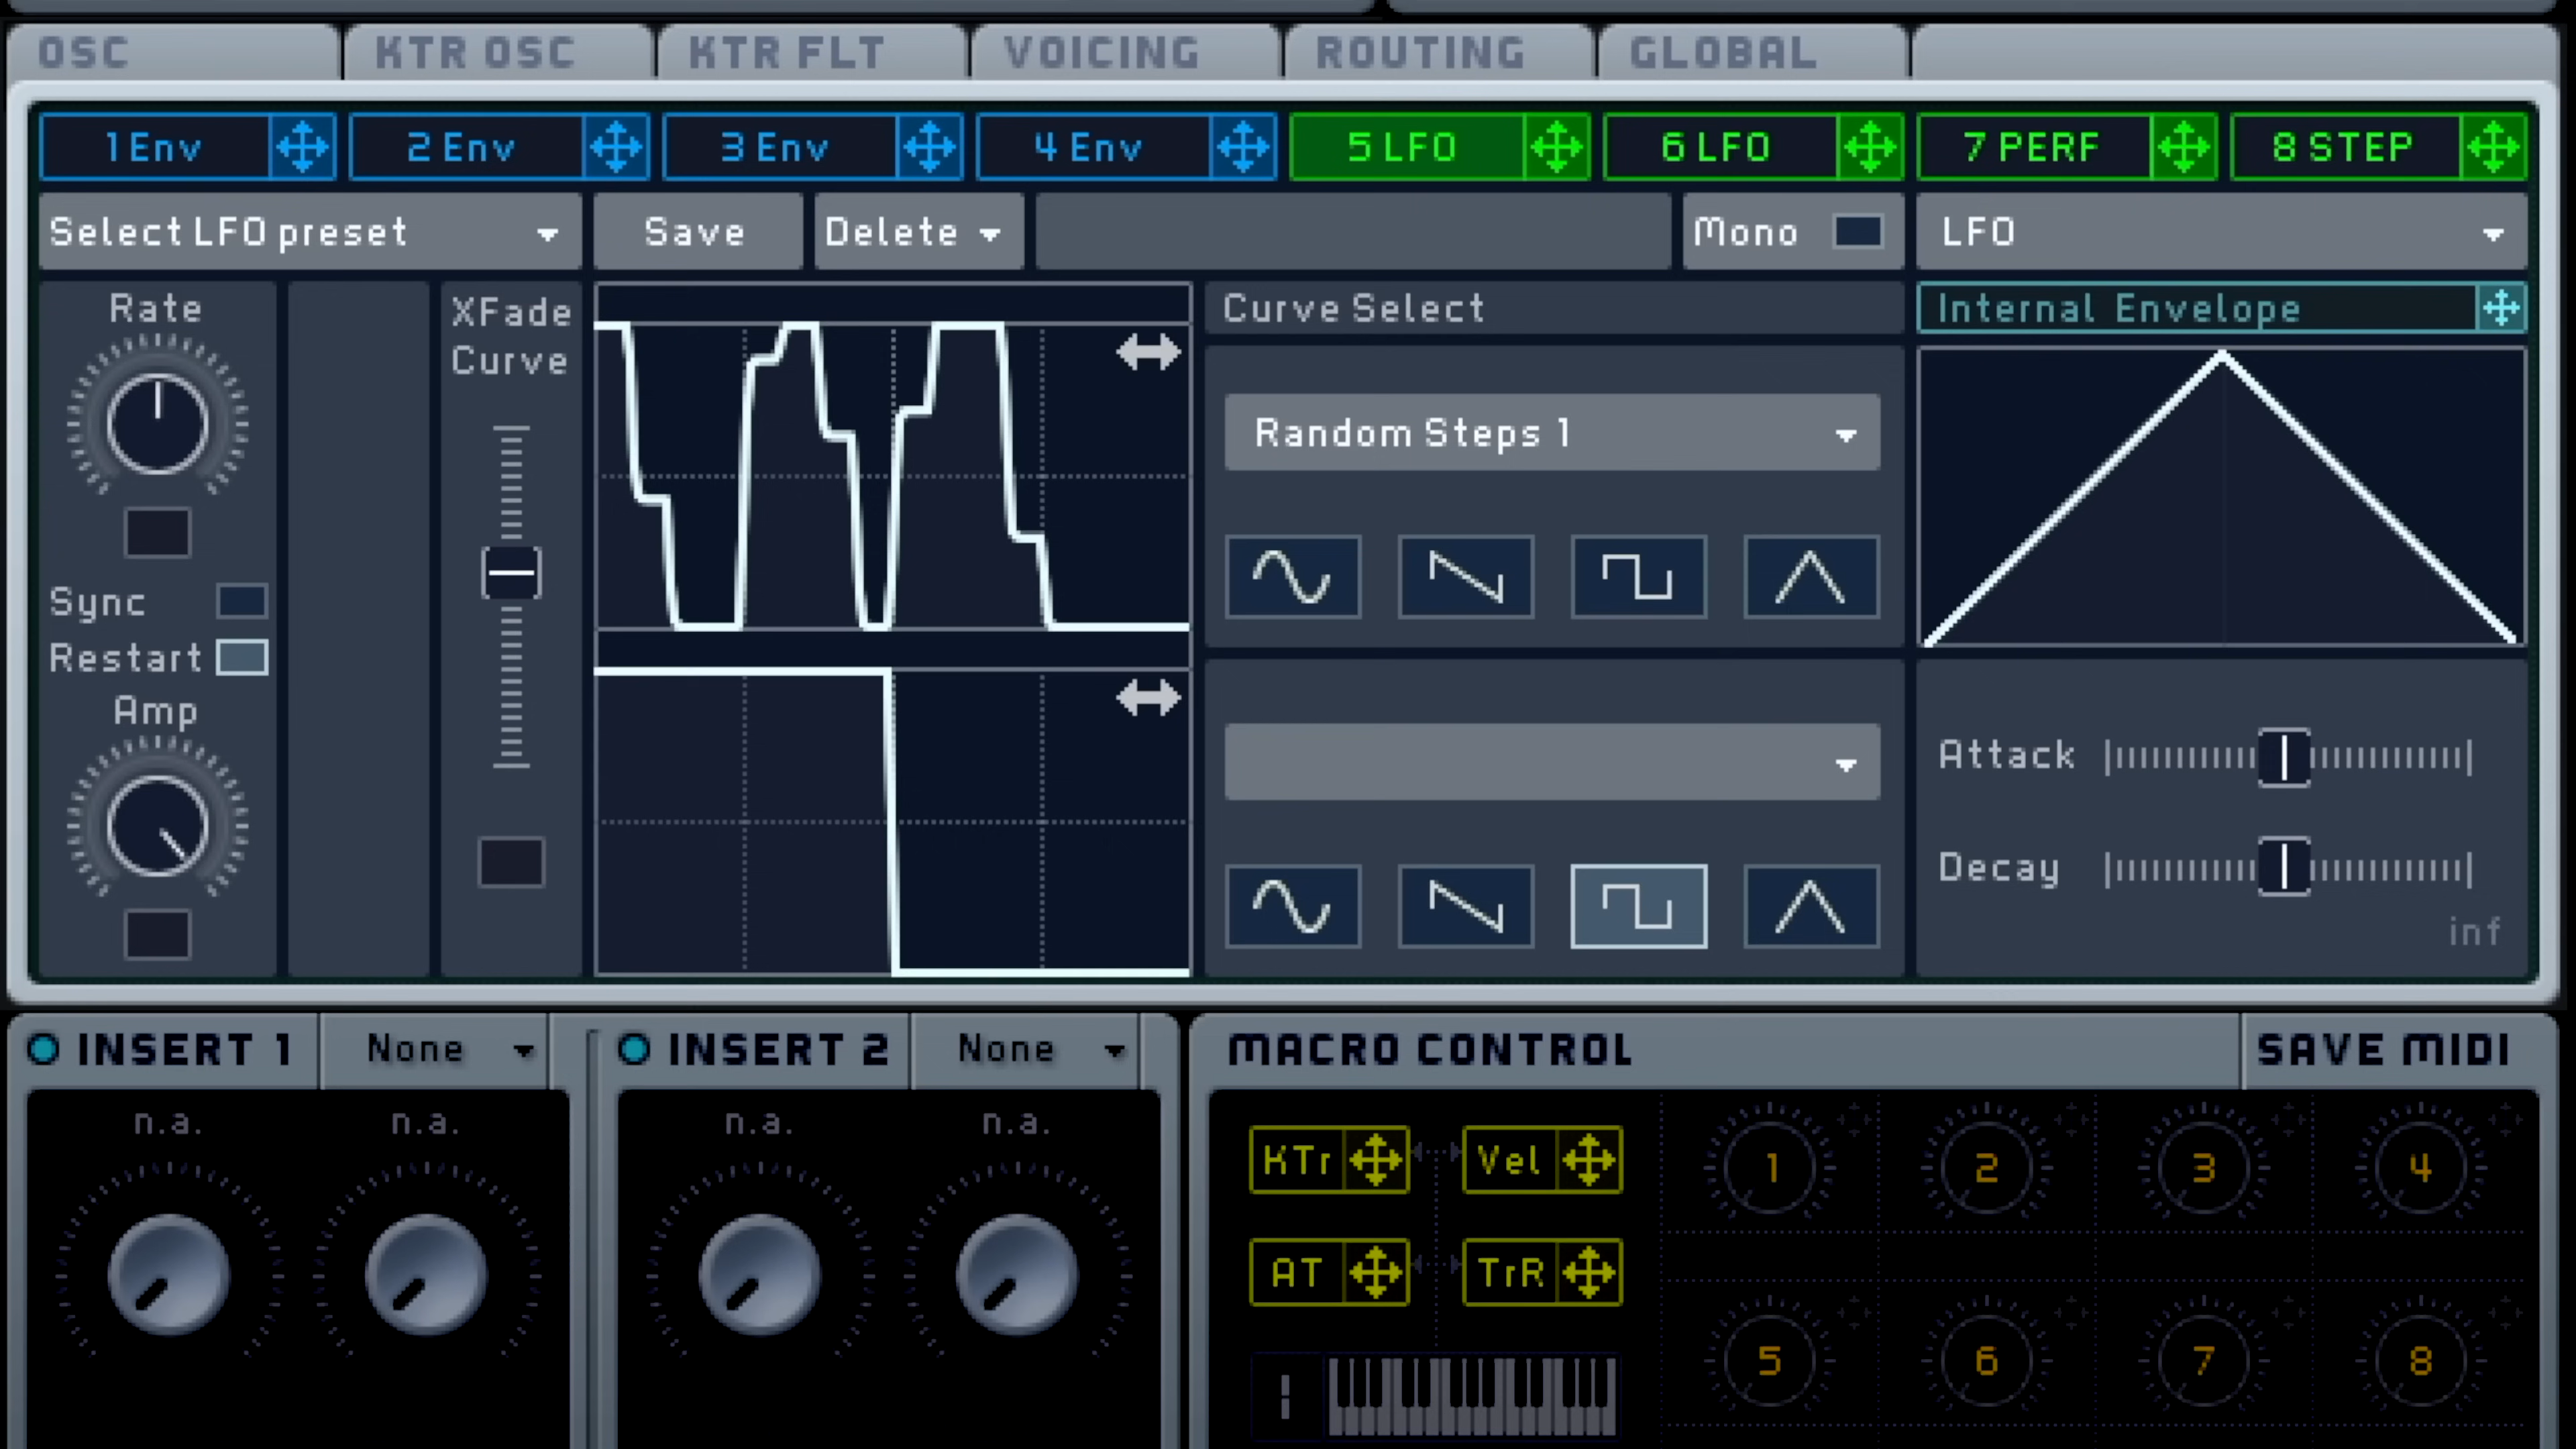 OSC KTR OSC KTR FLT VOICING ROUTING GLOBAL
1 Env 2 Env 3 Env 4 Env 5 LFO 6 LFO 7 PERF 8 STEP
Select LFO preset Save Delete Mono LFO
Rate XFade Curve Select Internal Envelope
Curve
Random Steps 1
Sync
Restart
Amp
Attack
Decay
inf
INSERT 1 None INSERT 2 None MACRO CONTROL SAVE MIDI
n.a. n.a. n.a. n.a.
KTr Vel 1 2 3 4
AT TrR
5 6 7 8